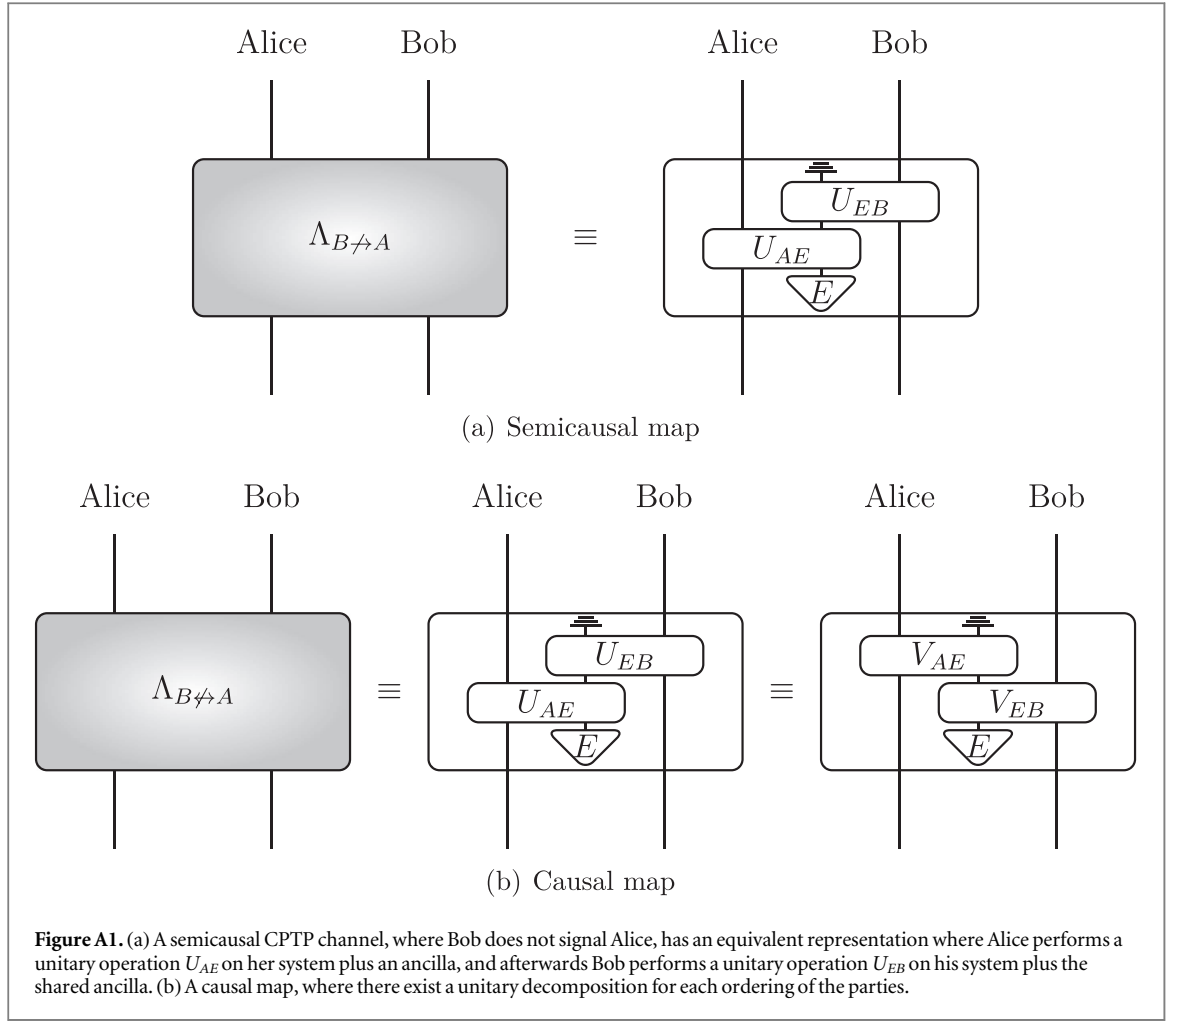 Alice Bob Alice Bob
U_{EB}
Λ_{B↛A} ≡ U_{AE}
E
(a) Semicausal map
Alice Bob Alice Bob Alice Bob
U_{EB} V_{AE}
Λ_{B↮A} ≡ U_{AE} ≡ V_{EB}
E E
(b) Causal map
Figure A1. (a) A semicausal CPTP channel, where Bob does not signal Alice, has an equivalent representation where Alice performs a
unitary operation U_{AE} on her system plus an ancilla, and afterwards Bob performs a unitary operation U_{EB} on his system plus the
shared ancilla. (b) A causal map, where there exist a unitary decomposition for each ordering of the parties.